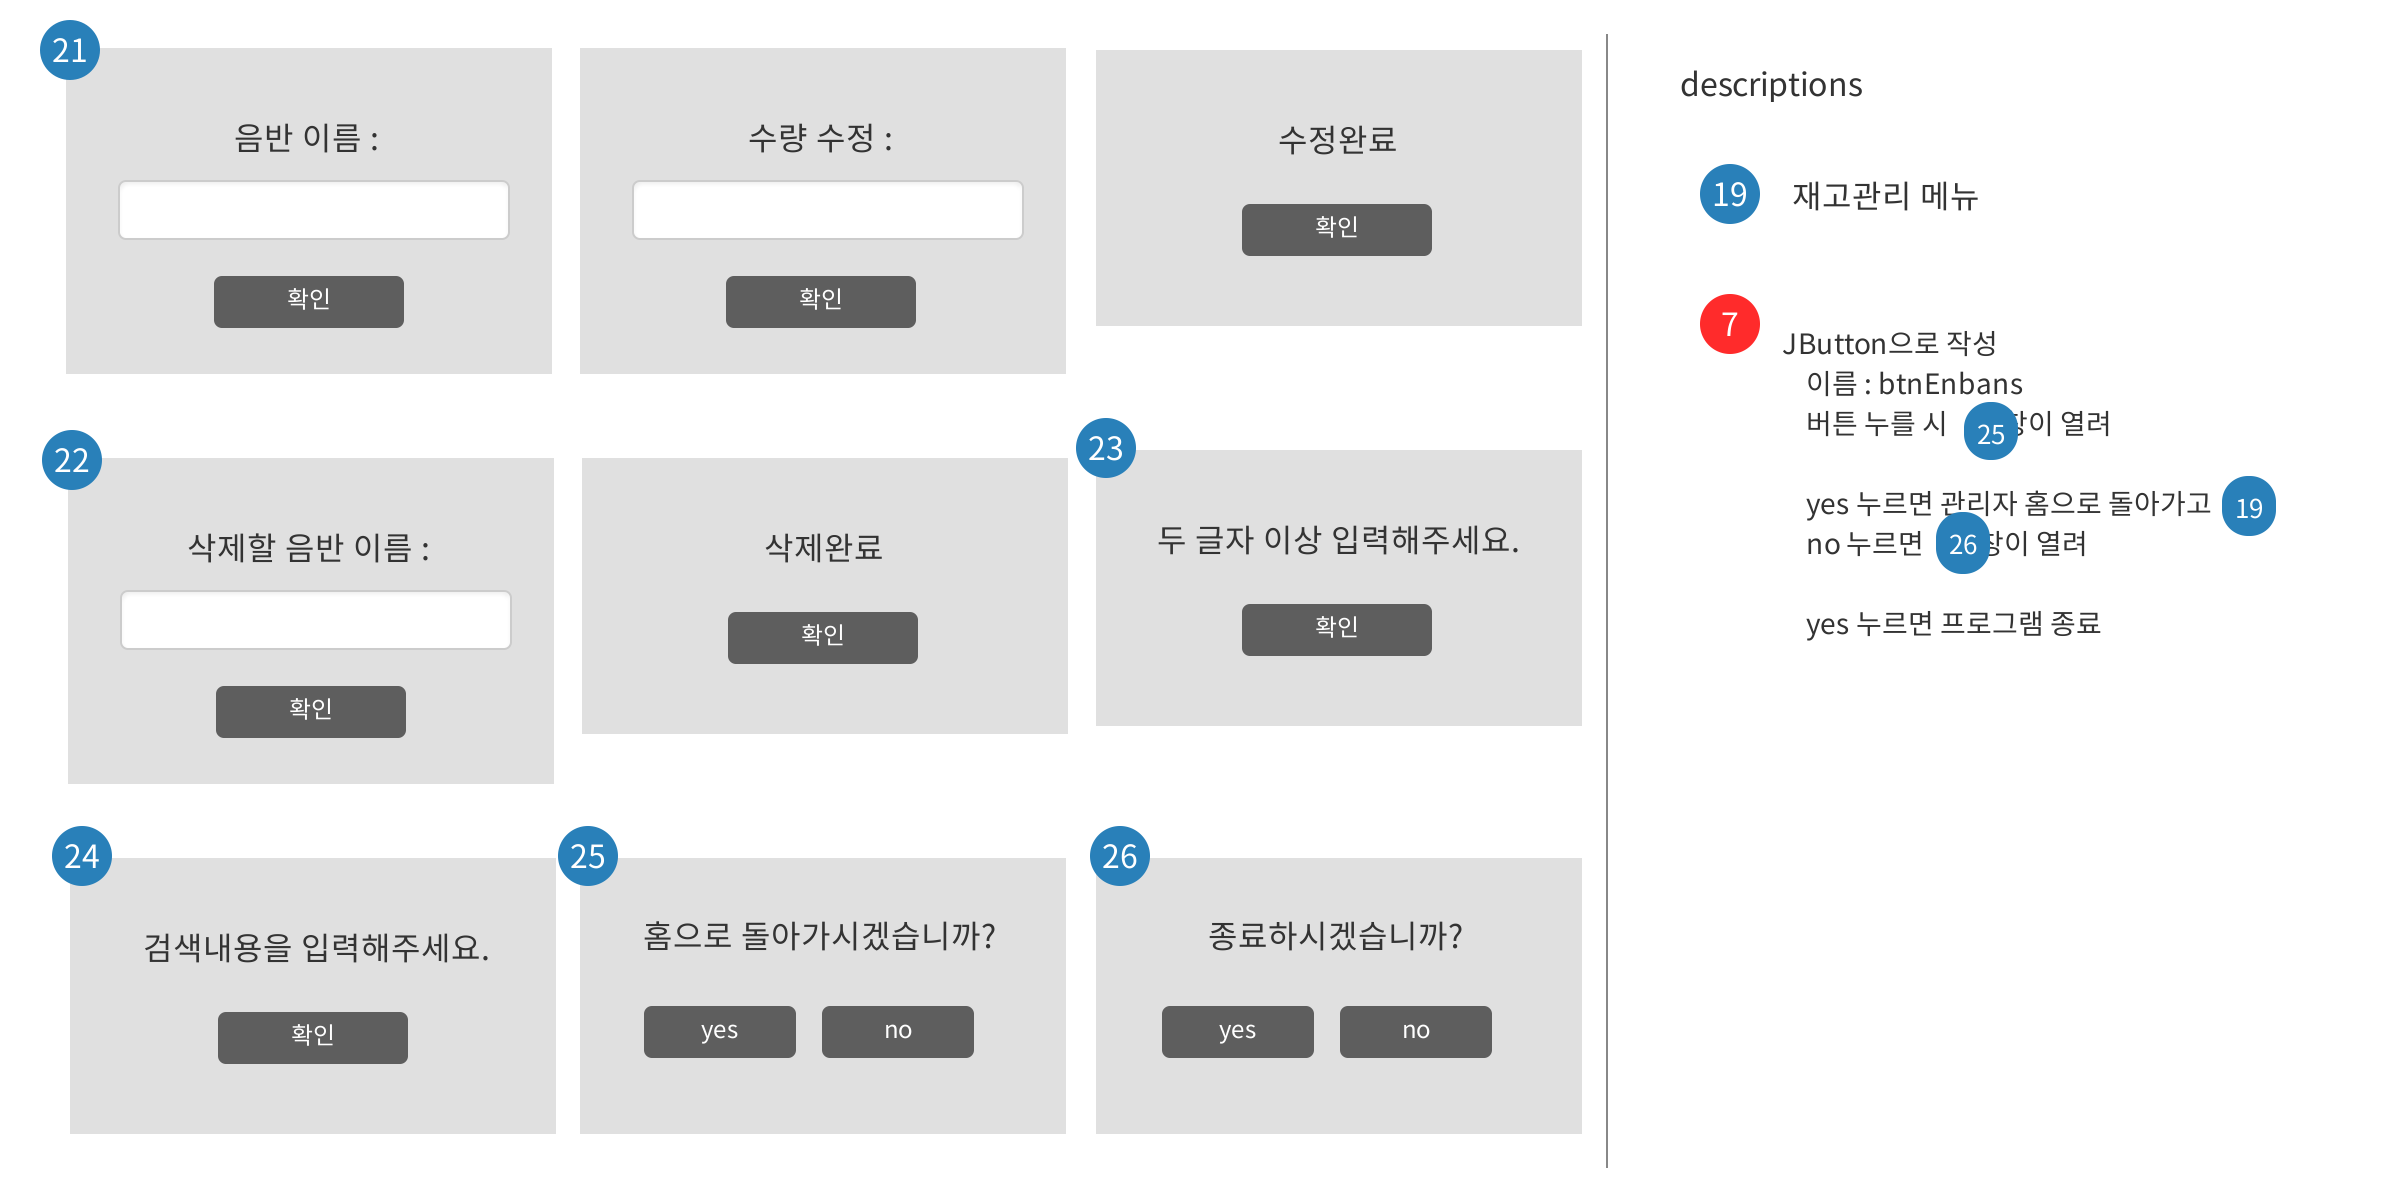 21
음반 이름 :
확인
수량 수정 :
확인
수정완료
확인
22
삭제할 음반 이름 :
확인
삭제완료
확인
23
두 글자 이상 입력해주세요.
확인
24
검색내용을 입력해주세요.
확인
25
홈으로 돌아가시겠습니까?
yes no
26
종료하시겠습니까?
yes no
descriptions
19 재고관리 메뉴
7
JButton으로 작성
이름 : btnEnbans
버튼 누를 시 25 창이 열려
yes 누르면 관리자 홈으로 돌아가고 19
no 누르면 26 창이 열려
yes 누르면 프로그램 종료